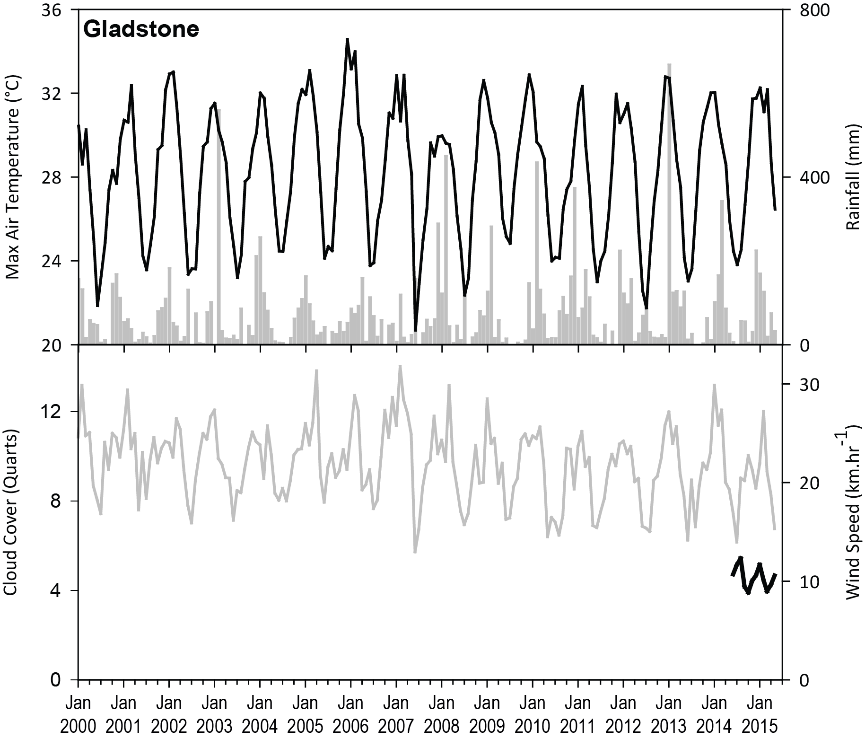 Gladstone
36
32
28
24
20
Max Air Temperature (°C)
800
400
0
Rainfall (mm)
12
8
4
0
Cloud Cover (Quarts)
30
20
10
0
Wind Speed (km.hr-1)
Jan Jan Jan Jan Jan Jan Jan Jan Jan Jan Jan Jan Jan Jan Jan Jan
2000 2001 2002 2003 2004 2005 2006 2007 2008 2009 2010 2011 2012 2013 2014 2015